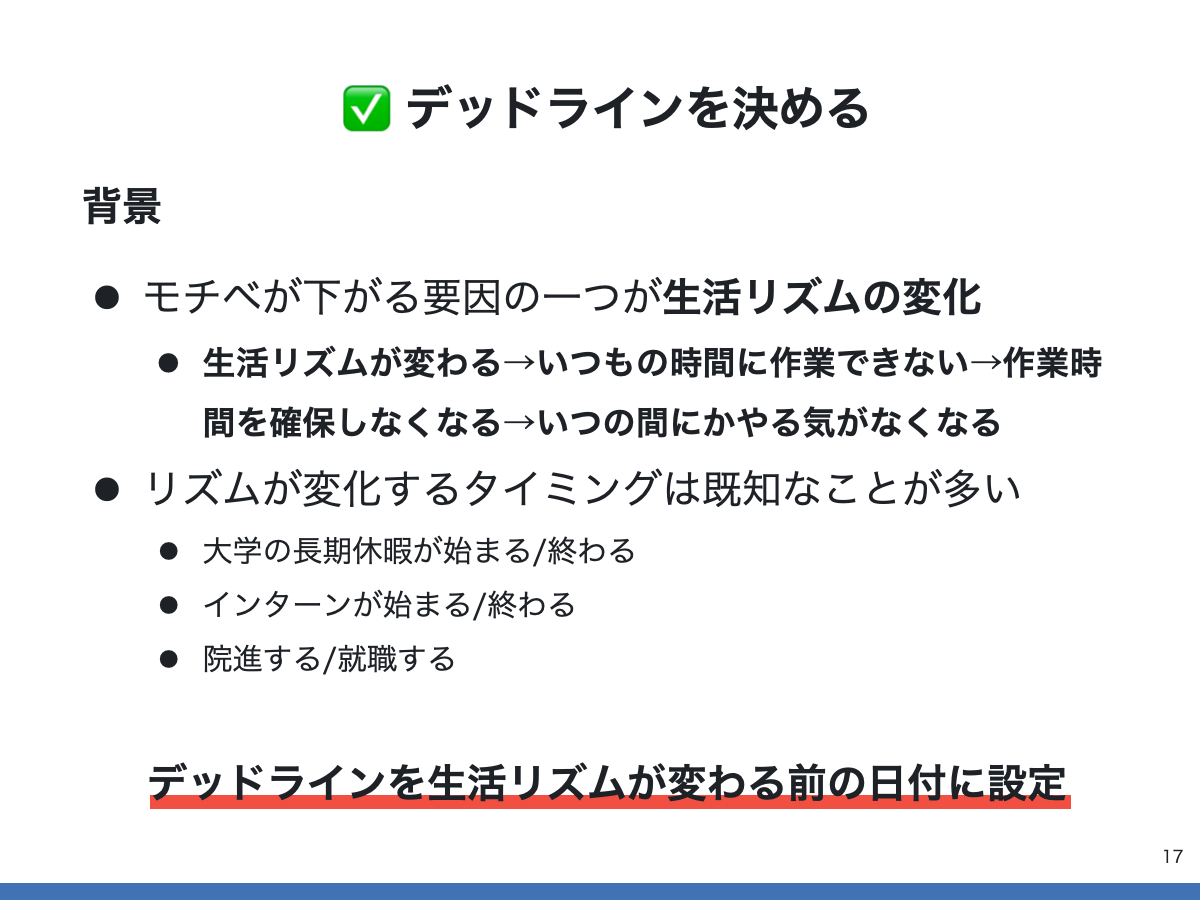 ✅ デッドラインを決める
背景
● モチベが下がる要因の一つが生活リズムの変化
● 生活リズムが変わる→いつもの時間に作業できない→作業時
間を確保しなくなる→いつの間にかやる気がなくなる
● リズムが変化するタイミングは既知なことが多い
● 大学の長期休暇が始まる/終わる
● インターンが始まる/終わる
● 院進する/就職する
デッドラインを生活リズムが変わる前の日付に設定
17